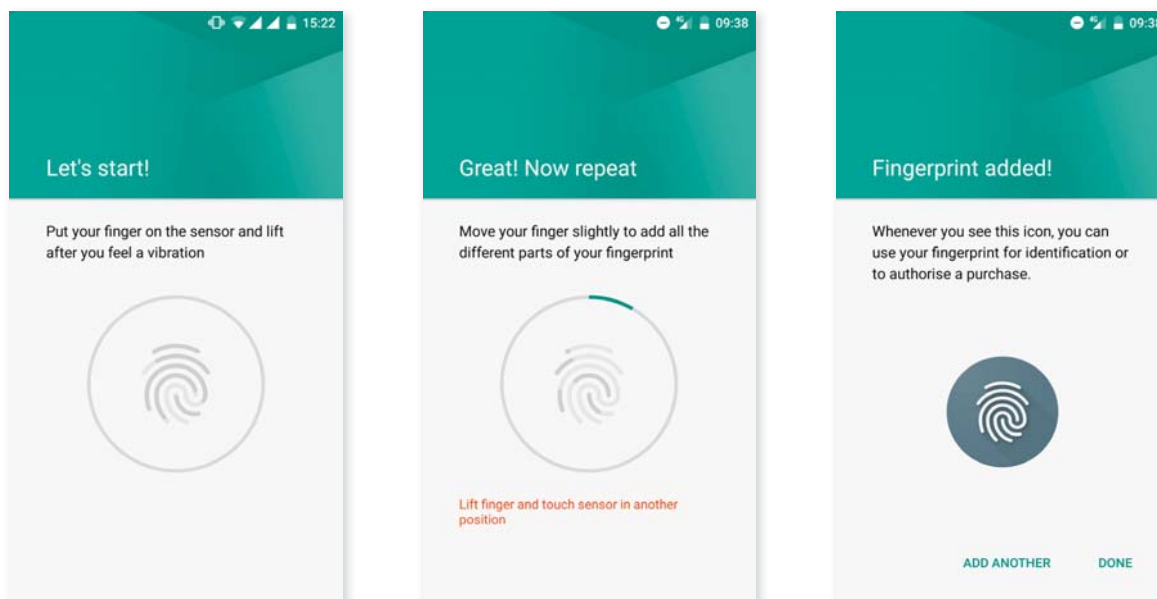 15:22
Let's start!
Put your finger on the sensor and lift
after you feel a vibration
4G
09:38
Great! Now repeat
Move your finger slightly to add all the
different parts of your fingerprint
Lift finger and touch sensor in another
position
4G
09:38
Fingerprint added!
Whenever you see this icon, you can
use your fingerprint for identification or
to authorise a purchase.
ADD ANOTHER DONE